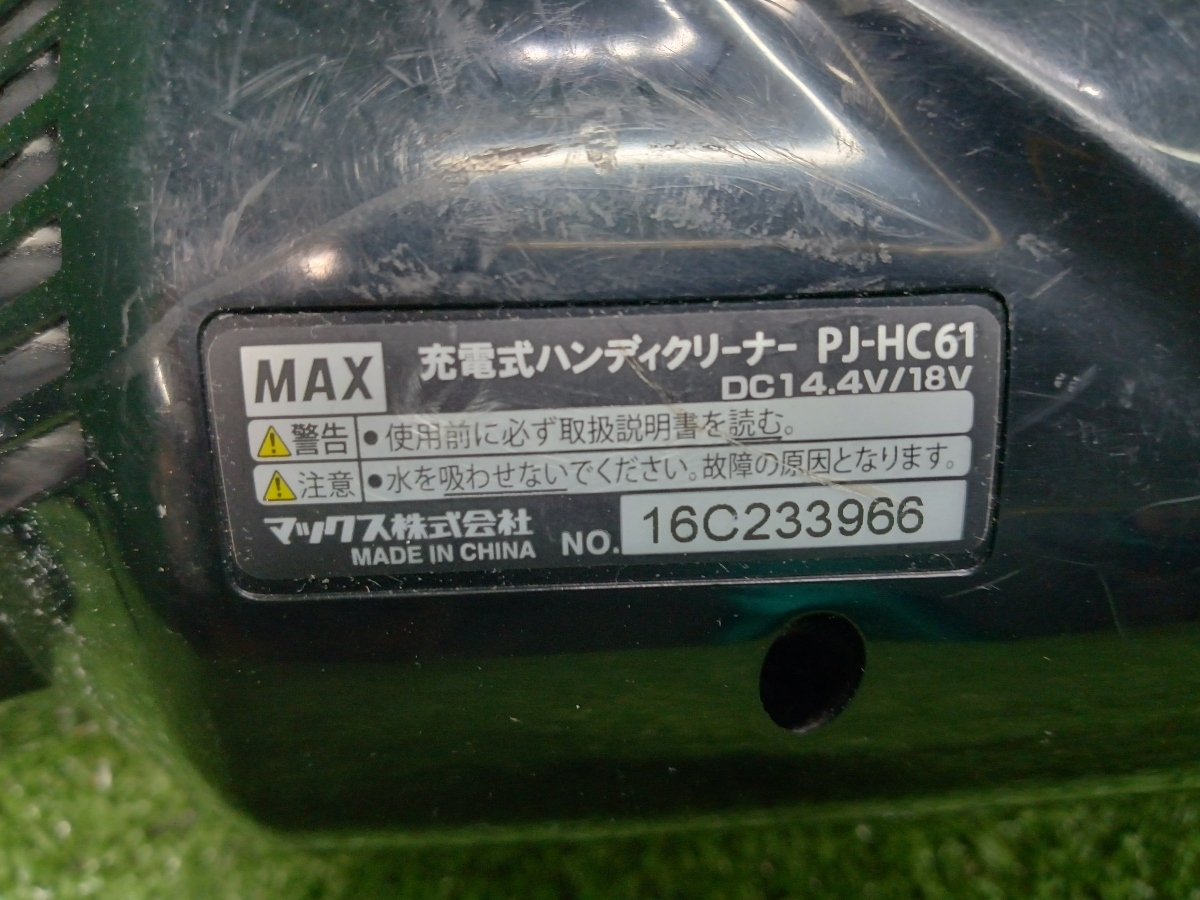 MAX 充電式ハンディクリーナー PJ-HC61
DC14.4V/18V
警告 ●使用前に必ず取扱説明書を読む。
注意 ●水を吸わせないでください。故障の原因となります。
マックス株式会社
MADE IN CHINA NO. 16C233966